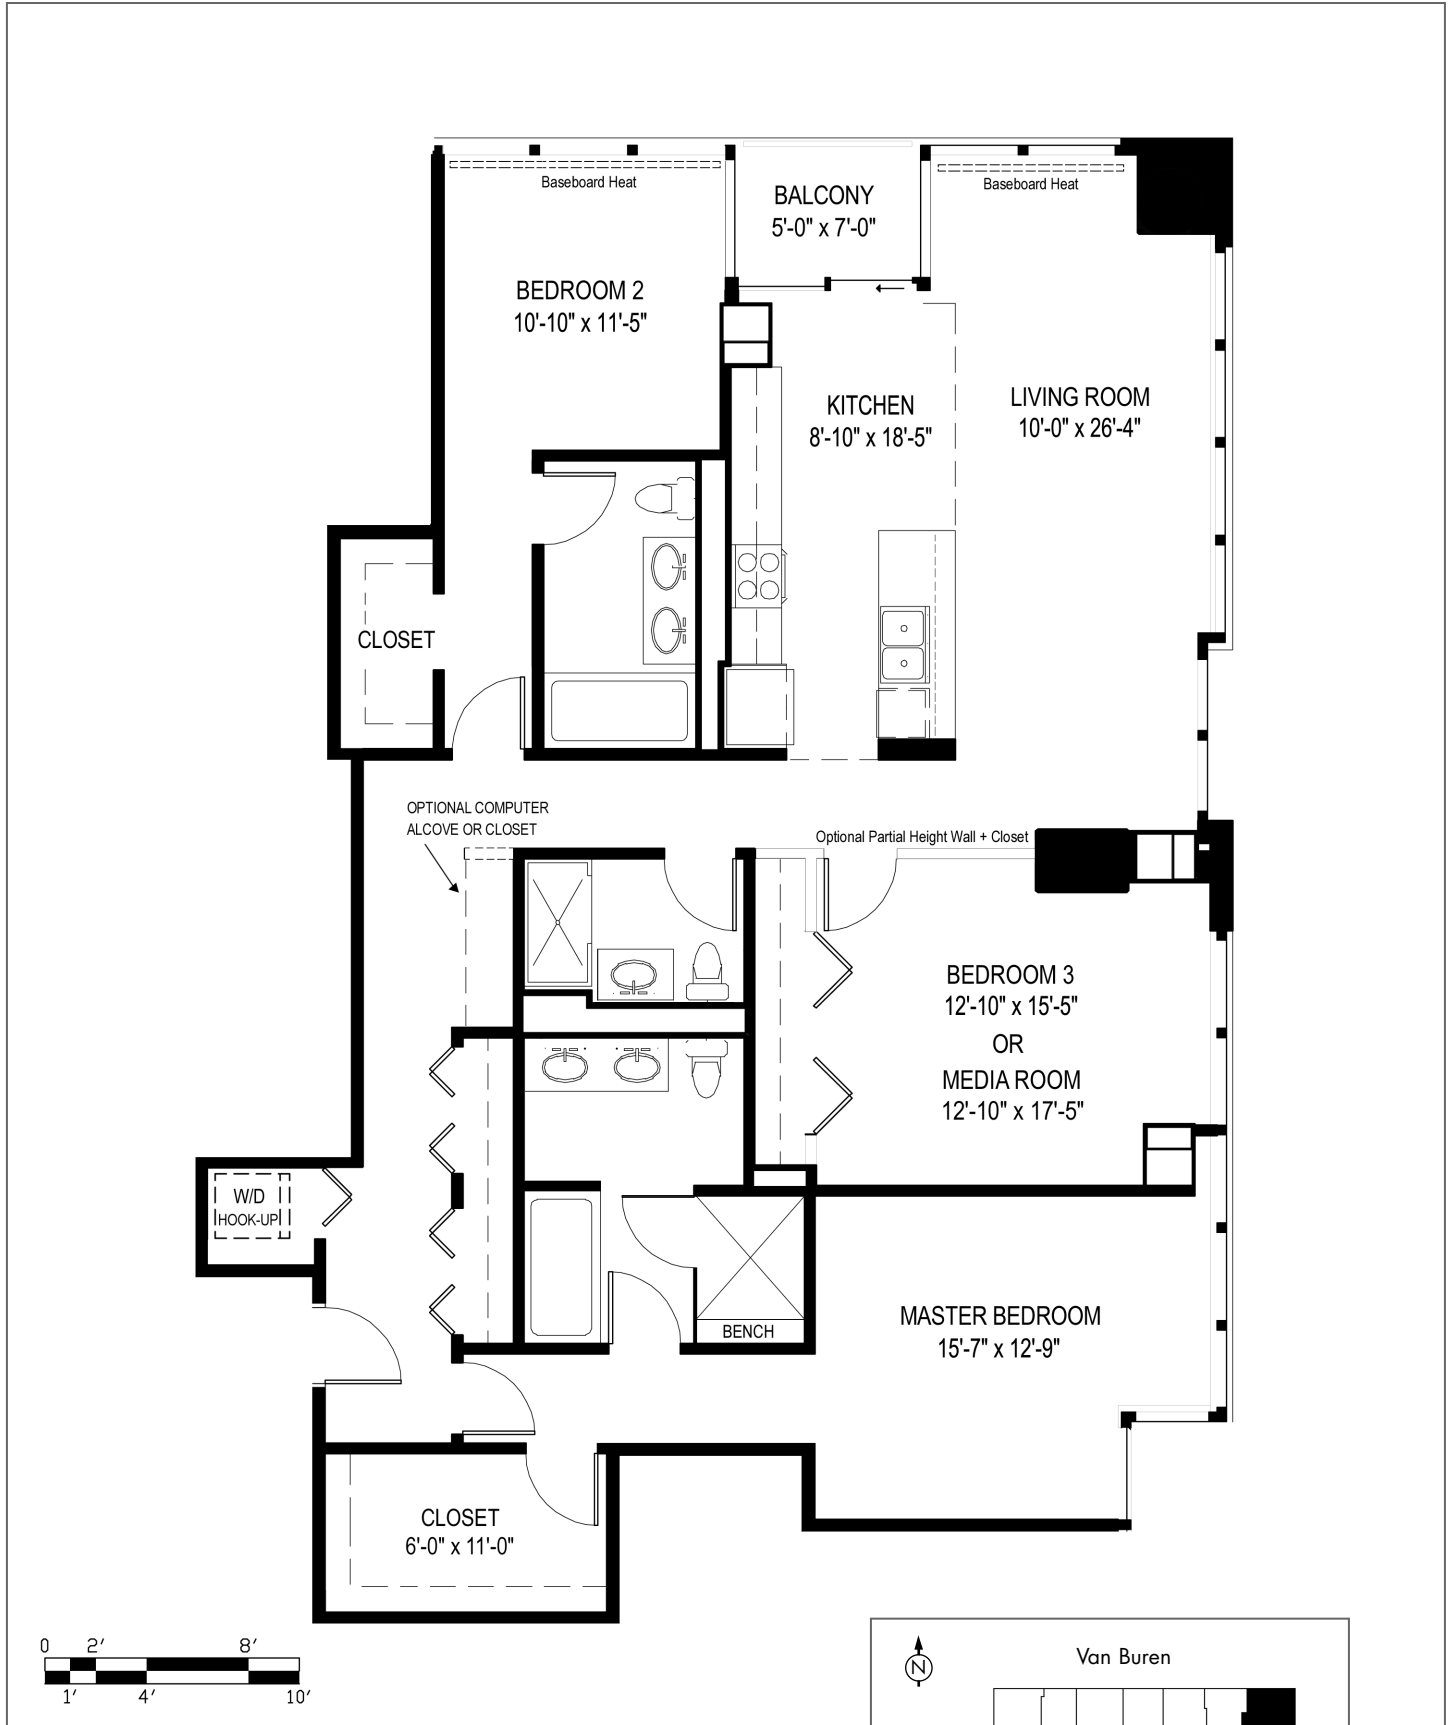 Baseboard Heat
BALCONY
5'-0" x 7'-0"
Baseboard Heat
BEDROOM 2
10'-10" x 11'-5"
KITCHEN
8'-10" x 18'-5"
LIVING ROOM
10'-0" x 26'-4"
CLOSET
OPTIONAL COMPUTER
ALCOVE OR CLOSET
Optional Partial Height Wall + Closet
BEDROOM 3
12'-10" x 15'-5"
OR
MEDIA ROOM
12'-10" x 17'-5"
W/D
HOOK-UP
BENCH
MASTER BEDROOM
15'-7" x 12'-9"
CLOSET
6'-0" x 11'-0"
0 2' 8'
1' 4' 10'
N
Van Buren